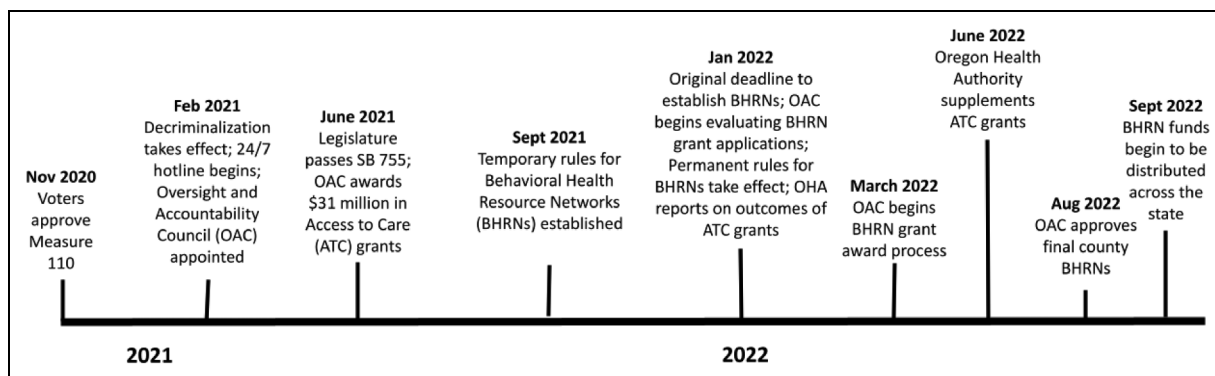 Nov 2020
Voters
approve
Measure
110
Feb 2021
Decriminalization
takes effect; 24/7
hotline begins;
Oversight and
Accountability
Council (OAC)
appointed
June 2021
Legislature
passes SB 755;
OAC awards
$31 million in
Access to Care
(ATC) grants
Sept 2021
Temporary rules for
Behavioral Health
Resource Networks
(BHRNs) established
Jan 2022
Original deadline to
establish BHRNs; OAC
begins evaluating BHRN
grant applications;
Permanent rules for
BHRNs take effect; OHA
reports on outcomes of
ATC grants
March 2022
OAC begins
BHRN grant
award process
June 2022
Oregon Health
Authority
supplements
ATC grants
Aug 2022
OAC approves
final county
BHRNs
Sept 2022
BHRN funds
begin to be
distributed
across the
state
2021
2022